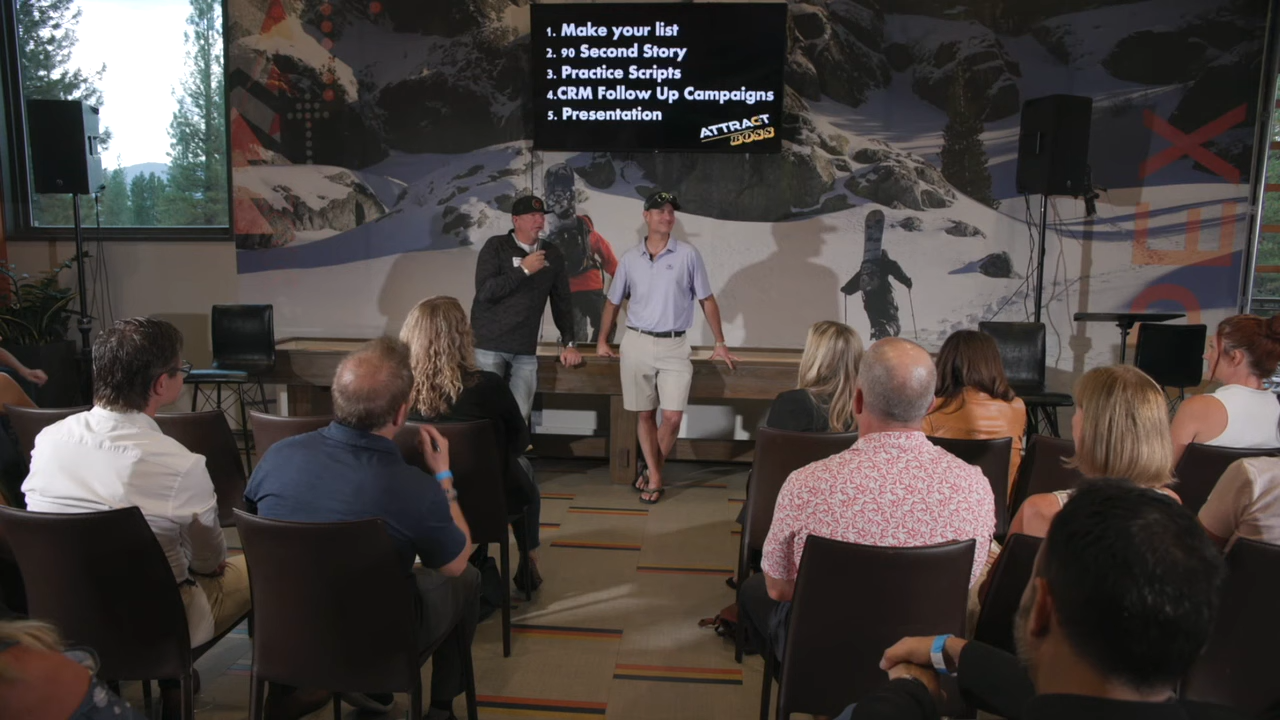 1. Make your list
2. 90 Second Story
3. Practice Scripts
4.CRM Follow Up Campaigns
5. Presentation
ATTRACT
BOSS